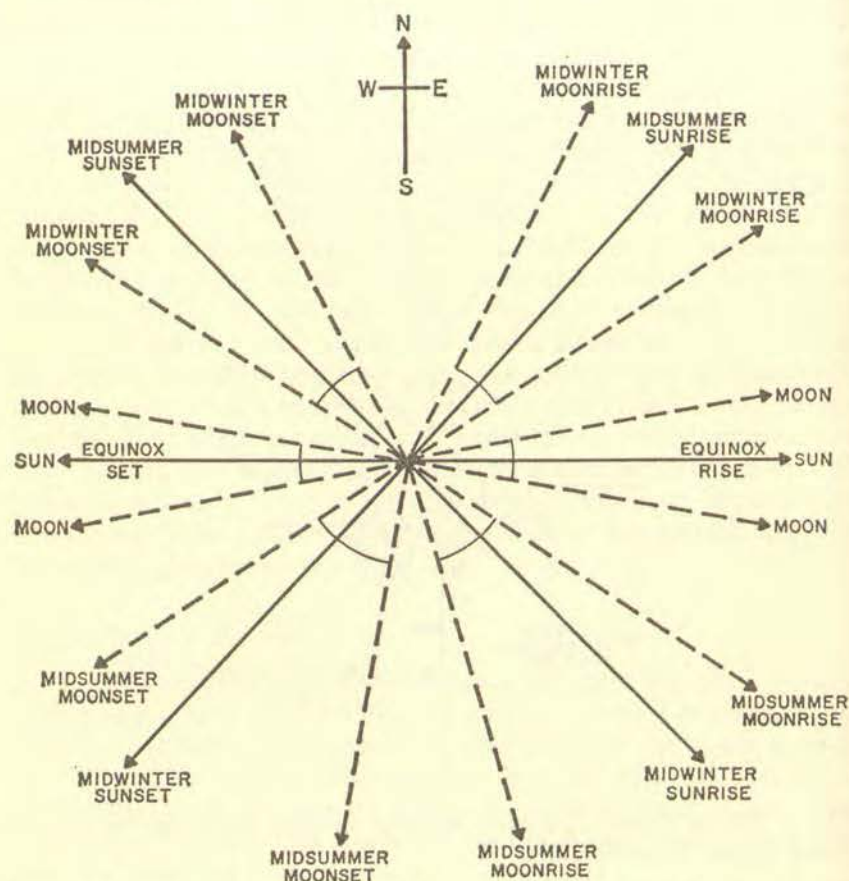 N
W E
S
MIDWINTER
MOONSET
MIDWINTER
MOONRISE
MIDSUMMER
SUNSET
MIDSUMMER
SUNRISE
MIDWINTER
MOONSET
MIDWINTER
MOONRISE
MOON
MOON
SUN
EQUINOX
SET
EQUINOX
RISE
SUN
MOON
MOON
MIDSUMMER
MOONSET
MIDSUMMER
MOONRISE
MIDWINTER
SUNSET
MIDWINTER
SUNRISE
MIDSUMMER
MOONSET
MIDSUMMER
MOONRISE